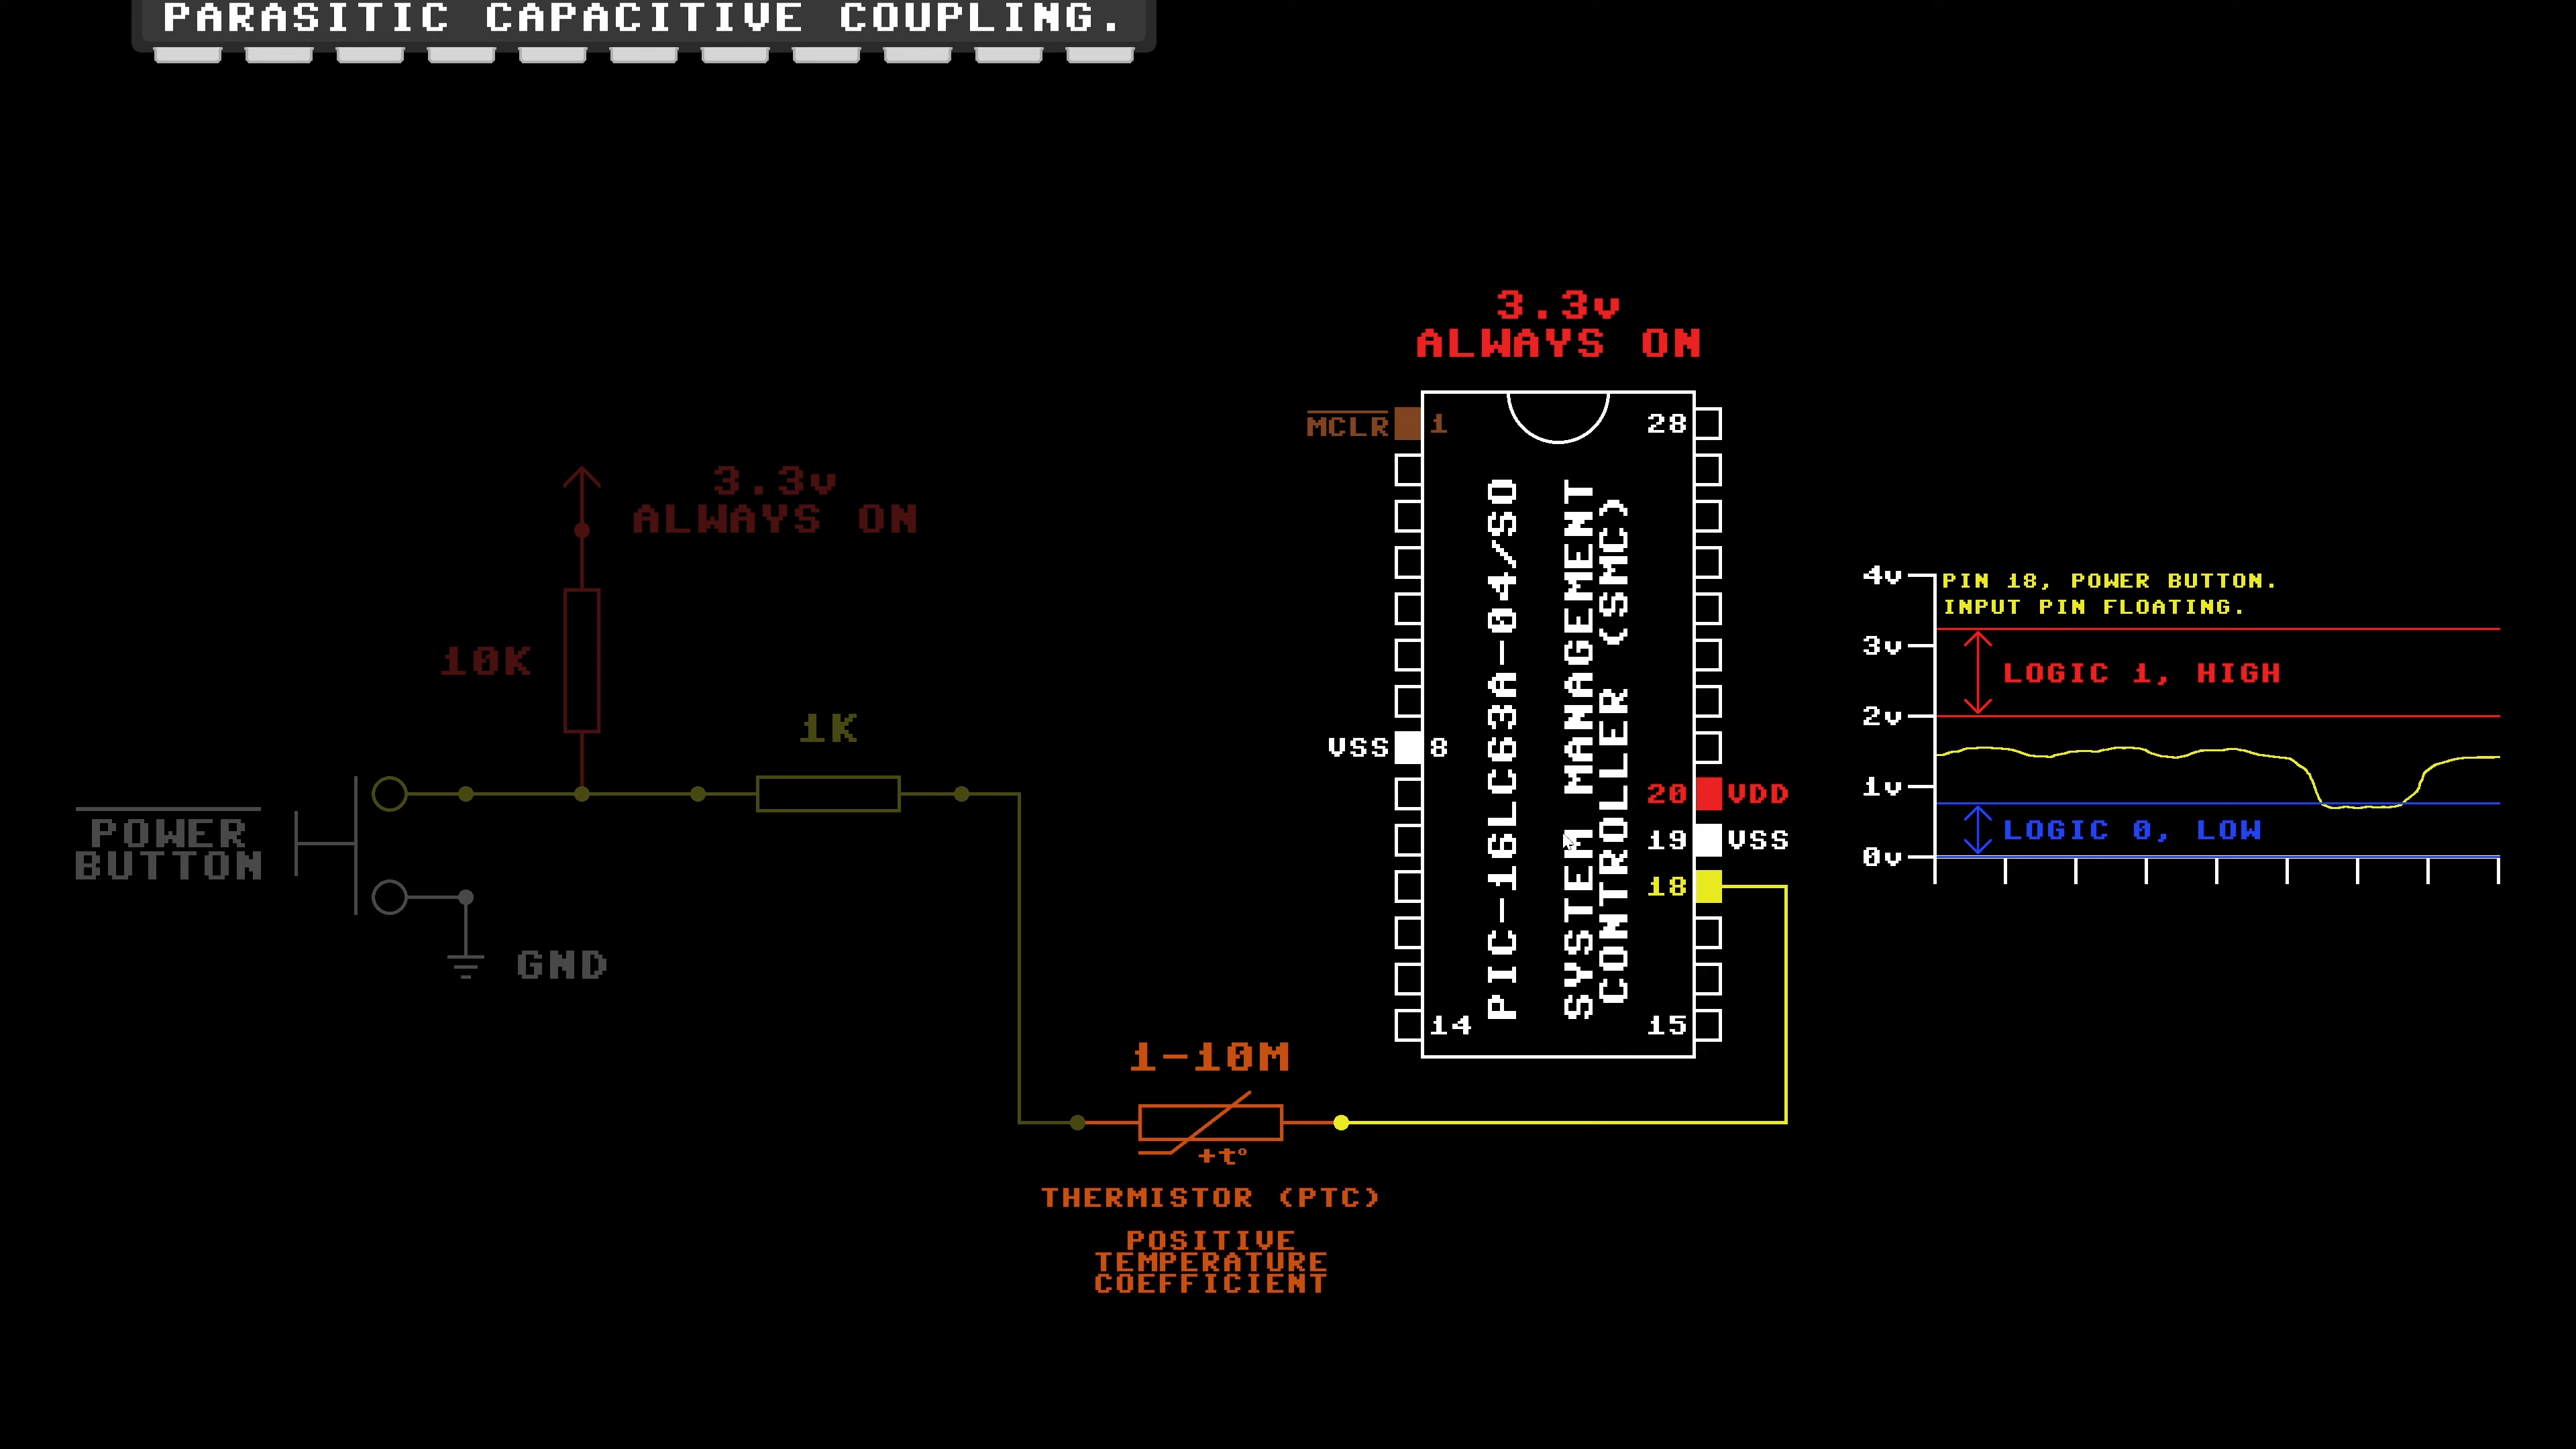 PARASITIC CAPACITIVE COUPLING.
3.3v
ALWAYS ON
MCLR
1
28
3.3v
ALWAYS ON
10K
1K
POWER
BUTTON
GND
VSS
8
PIC-16LC63A-04/SO
SYSTEM MANAGEMENT
CONTROLLER (SMC)
20 VDD
19 VSS
18
14
15
1-10M
+t°
THERMISTOR (PTC)
POSITIVE
TEMPERATURE
COEFFICIENT
4v
PIN 18, POWER BUTTON.
INPUT PIN FLOATING.
3v
LOGIC 1, HIGH
2v
1v
LOGIC 0, LOW
0v